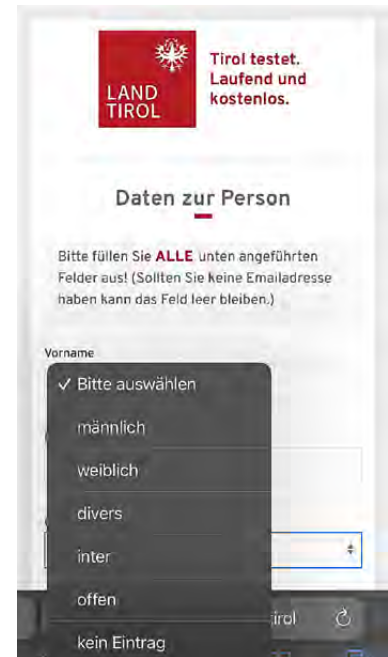 LAND
TIROL
Tirol testet.
Laufend und
kostenlos.
Daten zur Person
Bitte füllen Sie ALLE unten angeführten
Felder aus! (Sollten Sie keine Emailadresse
haben kann das Feld leer bleiben.)
Vorname
✓ Bitte auswählen
männlich
weiblich
divers
inter
offen
kein Eintrag
irol